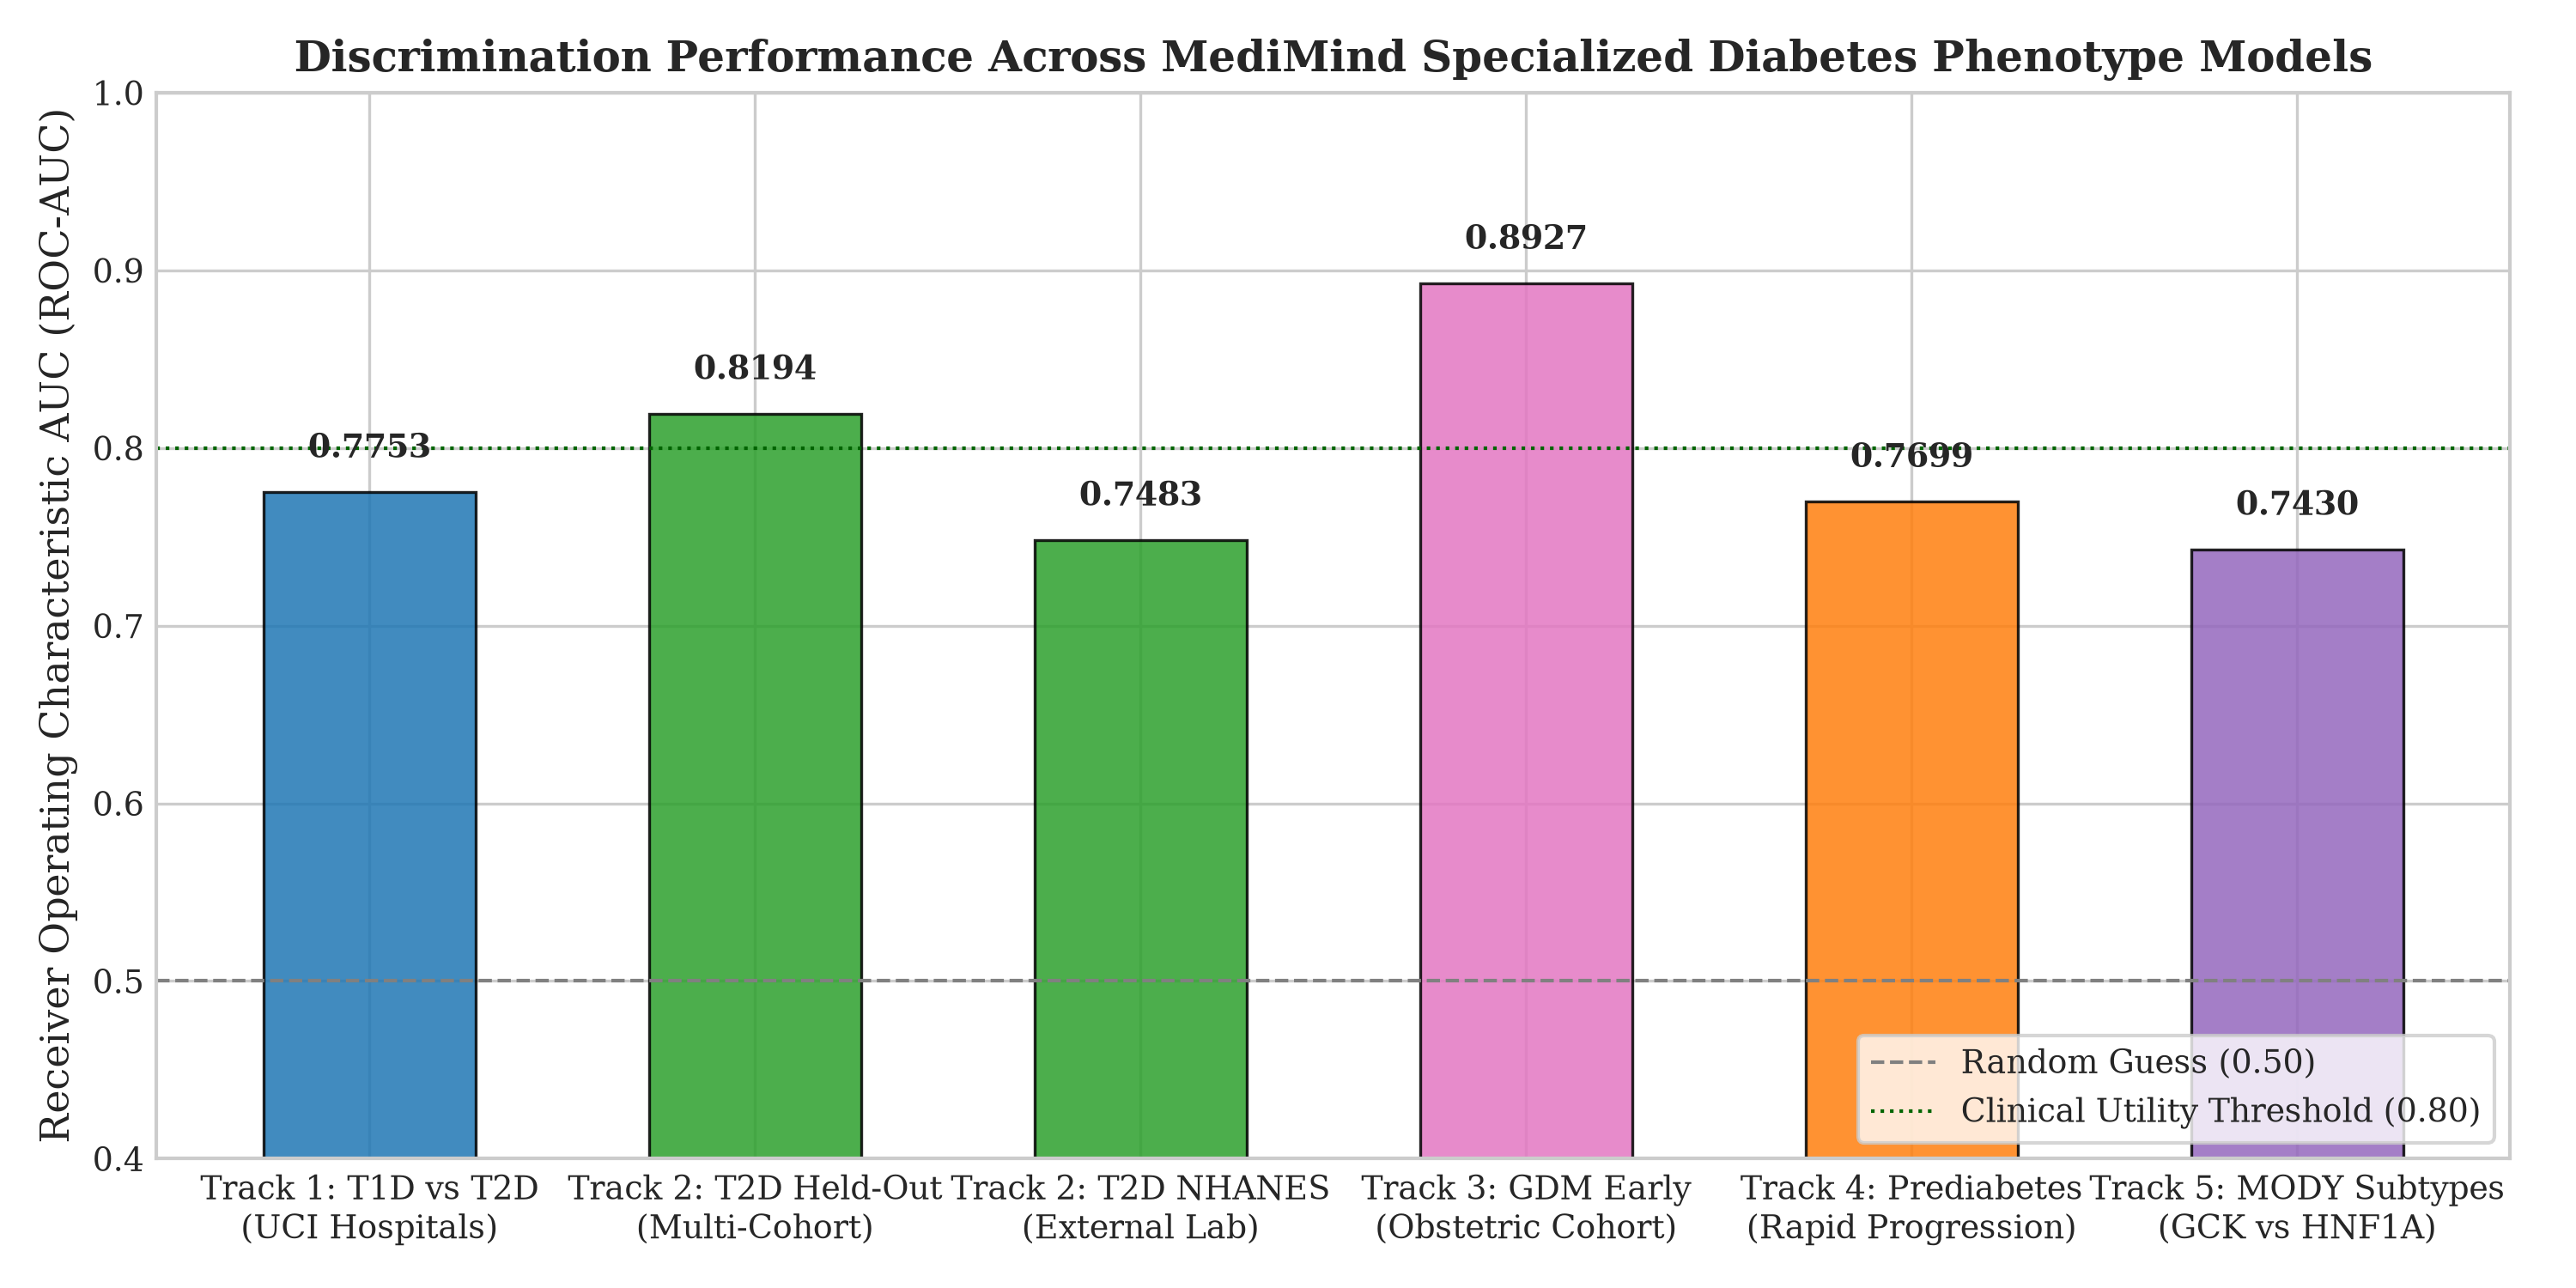 Discrimination Performance Across MediMind Specialized Diabetes Phenotype Models
Receiver Operating Characteristic AUC (ROC-AUC)
1.0
0.9
0.8
0.7
0.6
0.5
0.4
0.7753
0.8194
0.7483
0.8927
0.7699
0.7430
Random Guess (0.50)
Clinical Utility Threshold (0.80)
Track 1: T1D vs T2D
(UCI Hospitals)
Track 2: T2D Held-Out
(Multi-Cohort)
Track 2: T2D NHANES
(External Lab)
Track 3: GDM Early
(Obstetric Cohort)
Track 4: Prediabetes
(Rapid Progression)
Track 5: MODY Subtypes
(GCK vs HNF1A)